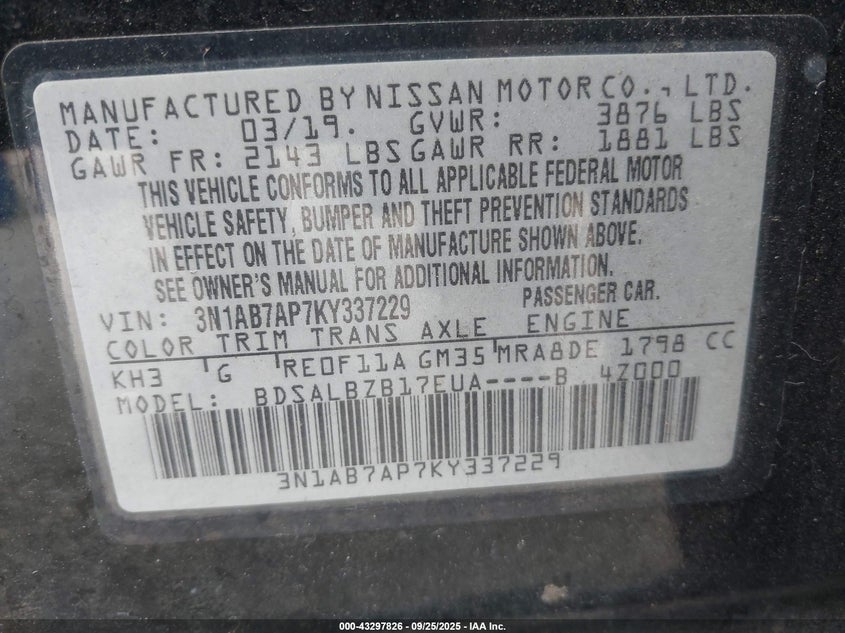 MANUFACTURED BY NISSAN MOTOR CO., LTD.
DATE: 03/19. GVWR: 3876 LBS
GAWR FR: 2143 LBS GAWR RR: 1881 LBS
THIS VEHICLE CONFORMS TO ALL APPLICABLE FEDERAL MOTOR
VEHICLE SAFETY, BUMPER AND THEFT PREVENTION STANDARDS
IN EFFECT ON THE DATE OF MANUFACTURE SHOWN ABOVE.
SEE OWNER'S MANUAL FOR ADDITIONAL INFORMATION.
VIN: 3N1AB7AP7KY337229 PASSENGER CAR.
COLOR TRIM TRANS AXLE ENGINE
KH3 G RE0F11A GM35 MRA8DE 1798 CC
MODEL: BDSALBZB17EUA----B 4Z000
3N1AB7AP7KY337229
000-43297826 - 09/25/2025 - IAA Inc.